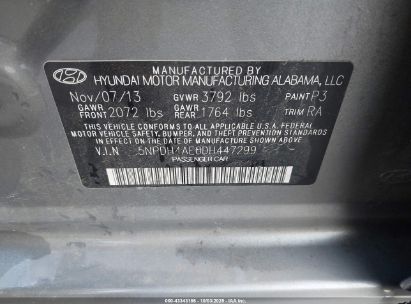 MANUFACTURED BY
HYUNDAI MOTOR MANUFACTURING ALABAMA, LLC
Nov/07/13 GVWR 3792 lbs PAINT P3
GAWR FRONT 2072 lbs GAWR REAR 1764 lbs TRIM RA
THIS VEHICLE CONFORMS TO ALL APPLICABLE U.S.A. FEDERAL
MOTOR VEHICLE SAFETY, BUMPER, AND THEFT PREVENTION STANDARDS
IN EFFECT ON THE DATE OF MANUFACTURE SHOWN ABOVE.
V.I.N 5NPDH4AE8DH447299
PASSENGER CAR